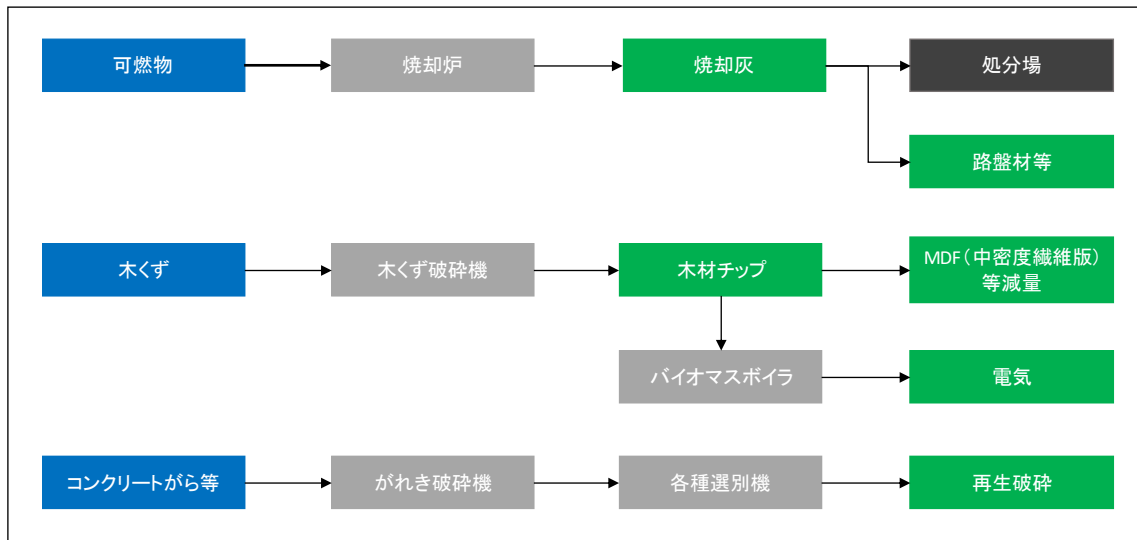 可燃物
焼却炉
焼却灰
処分場
路盤材等
木くず
木くず破砕機
木材チップ
MDF(中密度繊維版)
等減量
バイオマスボイラ
電気
コンクリートがら等
がれき破砕機
各種選別機
再生破砕